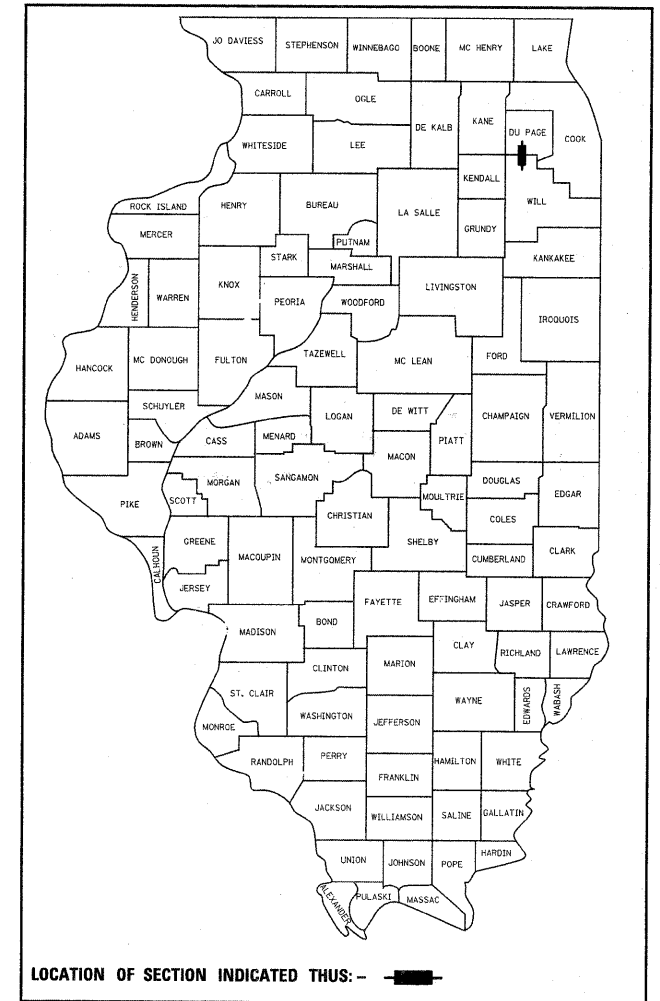 JO DAVIESS
STEPHENSON
WINNEBAGO
BOONE
MC HENRY
LAKE
CARROLL
OGLE
DE KALB
KANE
DU PAGE
COOK
WHITESIDE
LEE
KENDALL
WILL
ROCK ISLAND
HENRY
BUREAU
LA SALLE
GRUNDY
MERCER
PUTNAM
STARK
MARSHALL
KANKAKEE
HENDERSON
WARREN
KNOX
PEORIA
WOODFORD
LIVINGSTON
IROQUOIS
HANCOCK
MC DONOUGH
FULTON
TAZEWELL
MC LEAN
FORD
SCHUYLER
MASON
LOGAN
DE WITT
CHAMPAIGN
VERMILION
ADAMS
BROWN
CASS
MENARD
MACON
PIATT
PIKE
SCOTT
MORGAN
SANGAMON
CHRISTIAN
MOULTRIE
DOUGLAS
EDGAR
COLES
CALHOUN
GREENE
MACOUPIN
MONTGOMERY
SHELBY
CUMBERLAND
CLARK
JERSEY
MADISON
BOND
FAYETTE
EFFINGHAM
JASPER
CRAWFORD
CLINTON
MARION
CLAY
RICHLAND
LAWRENCE
ST. CLAIR
WASHINGTON
JEFFERSON
WAYNE
EDWARDS
WABASH
MONROE
RANDOLPH
PERRY
FRANKLIN
HAMILTON
WHITE
JACKSON
WILLIAMSON
SALINE
GALLATIN
UNION
JOHNSON
POPE
HARDIN
ALEXANDER
PULASKI
MASSAC
LOCATION OF SECTION INDICATED THUS: -